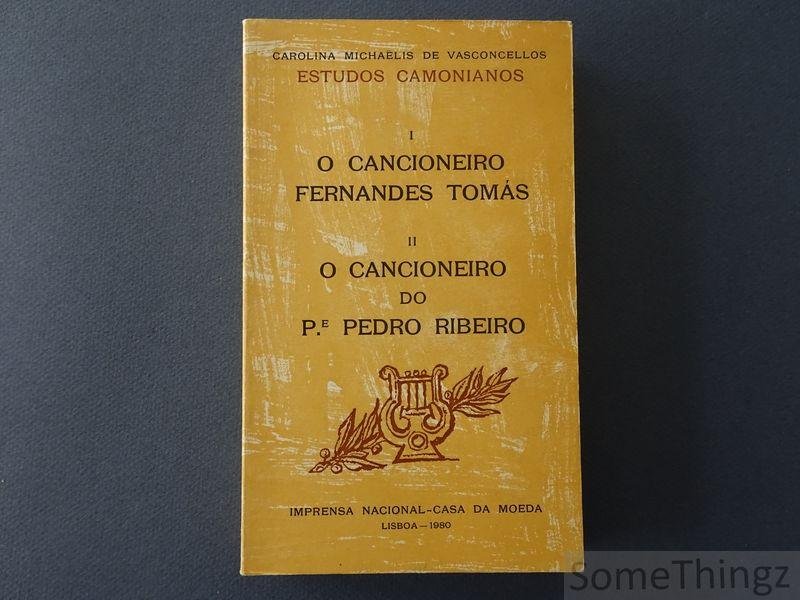 CAROLINA MICHAËLIS DE VASCONCELLOS
ESTUDOS CAMONIANOS
I
O CANCIONEIRO
FERNANDES TOMÁS
II
O CANCIONEIRO
DO
P.E PEDRO RIBEIRO
IMPRENSA NACIONAL-CASA DA MOEDA
LISBOA — 1980
SomeThingz